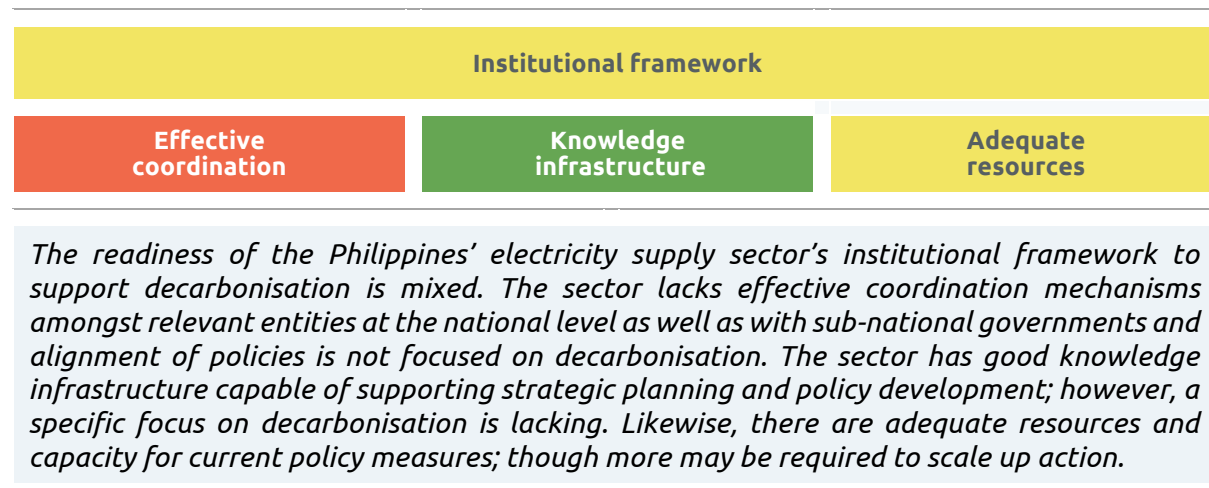 Institutional framework
Effective
coordination
Knowledge
infrastructure
Adequate
resources
The readiness of the Philippines’ electricity supply sector’s institutional framework to
support decarbonisation is mixed. The sector lacks effective coordination mechanisms
amongst relevant entities at the national level as well as with sub-national governments and
alignment of policies is not focused on decarbonisation. The sector has good knowledge
infrastructure capable of supporting strategic planning and policy development; however, a
specific focus on decarbonisation is lacking. Likewise, there are adequate resources and
capacity for current policy measures; though more may be required to scale up action.